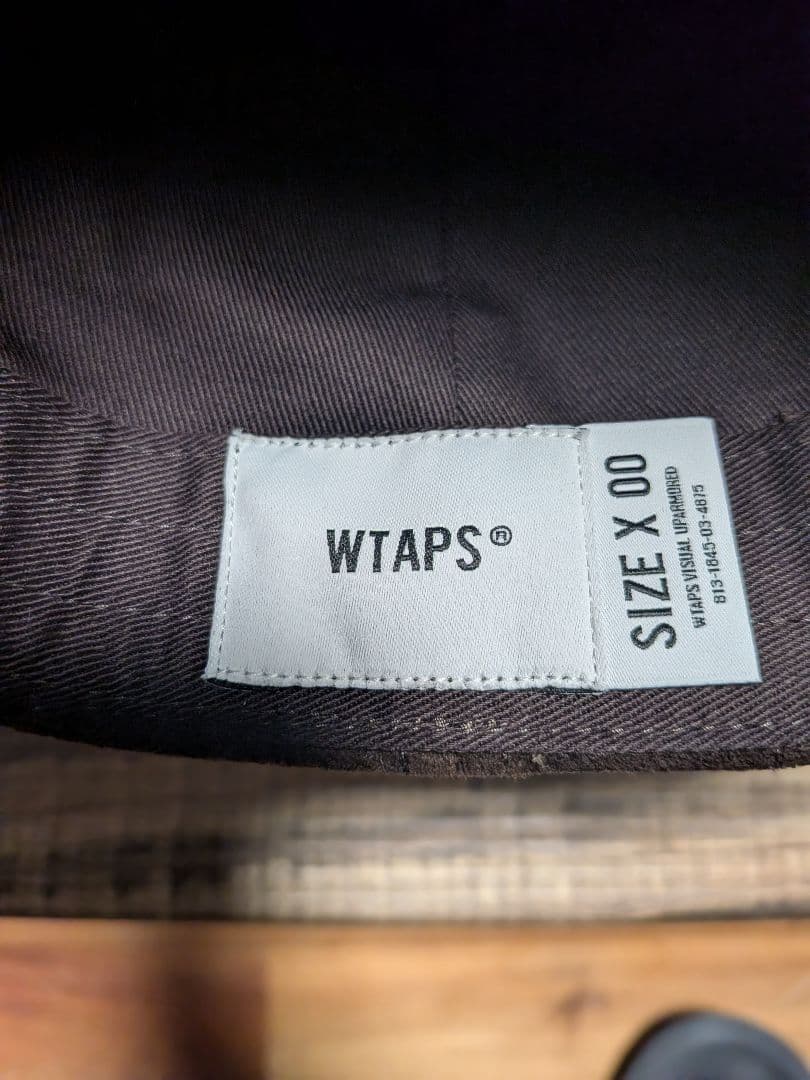 WTAPS®
SIZE X 00
WTAPS VISUAL UPARMORED
813-1845-03-4875